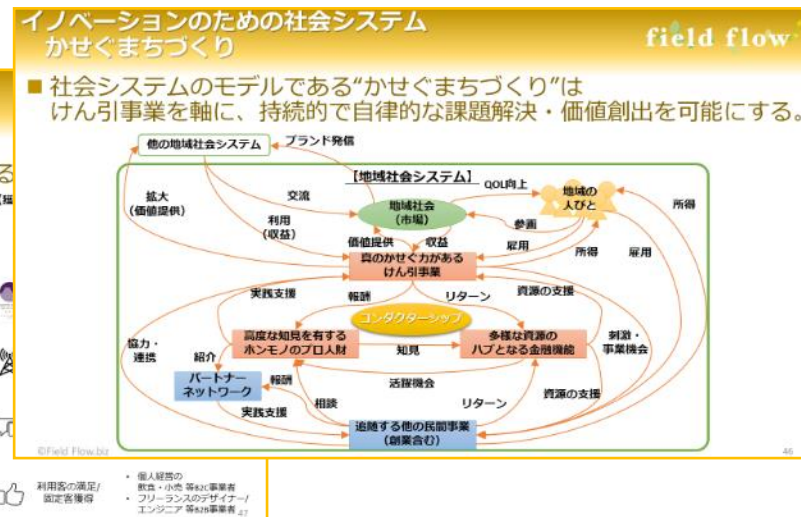 イノベーションのための社会システム
かせぐまちづくり
field flow
■ 社会システムのモデルである“かせぐまちづくり”は
けん引事業を軸に、持続的で自律的な課題解決・価値創出を可能にする。
他の地域社会システム
ブランド発信
【地域社会システム】
拡大
（価値提供）
交流
利用
（収益）
地域社会
（市場）
QOL向上
地域の
人びと
所得
参画
価値提供
収益
雇用
所得
雇用
真のかせぐ力がある
けん引事業
実践支援
報酬
リターン
資源の支援
コンダクターシップ
協力・
連携
高度な知見を有する
ホンモノのプロ人財
知見
多様な資源の
ハブとなる金融機能
刺激・
事業機会
紹介
パートナー
ネットワーク
報酬
活躍機会
相談
リターン
資源の支援
実践支援
追随する他の民間事業
（創業含む）
©Field Flow.biz
46
る
利用客の満足/
固定客獲得
• 個人経営の
飲食・小売 等B2C事業者
• フリーランスのデザイナー/
エンジニア 等B2B事業者
47